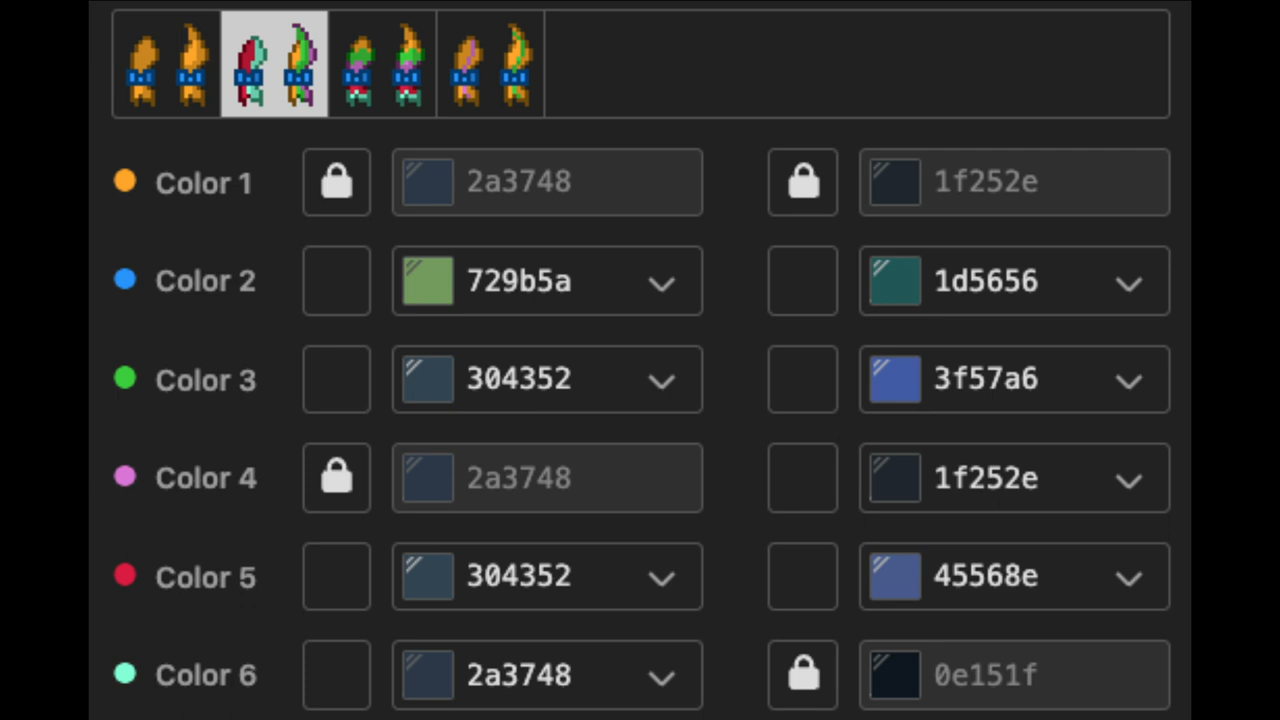 Color 1 2a3748 1f252e
Color 2 729b5a 1d5656
Color 3 304352 3f57a6
Color 4 2a3748 1f252e
Color 5 304352 45568e
Color 6 2a3748 0e151f